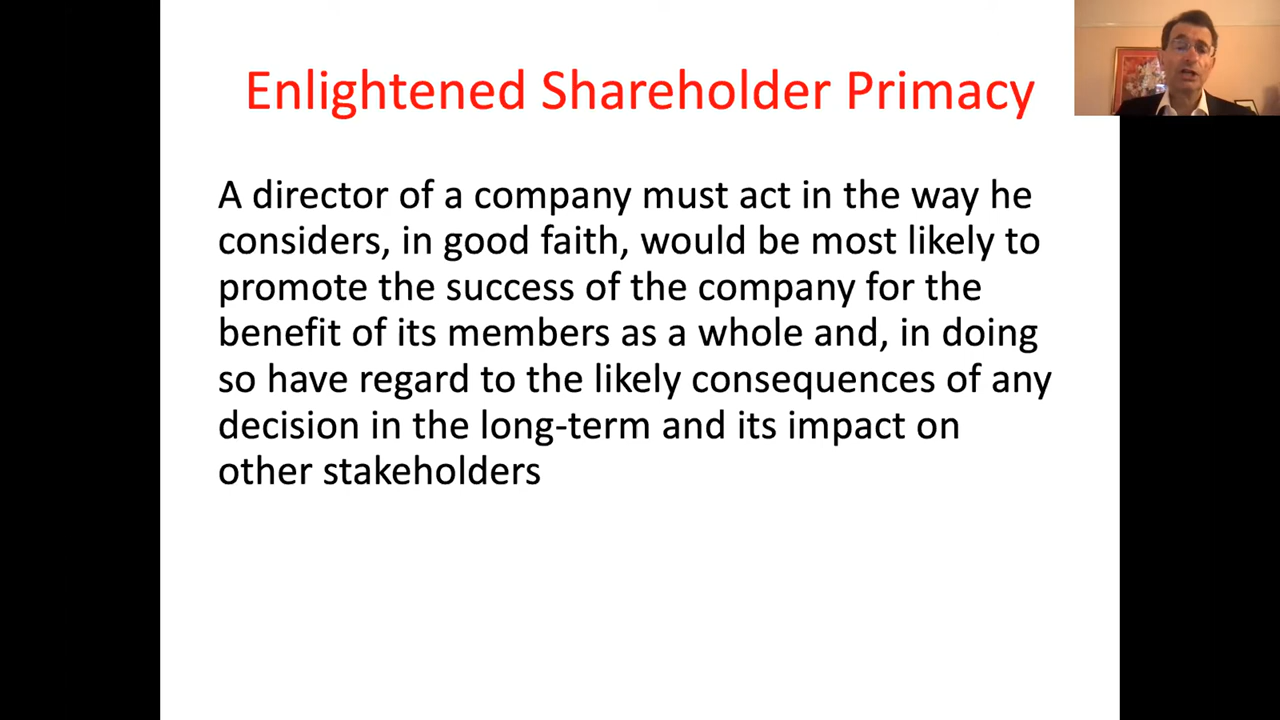 Enlightened Shareholder Primacy
A director of a company must act in the way he
considers, in good faith, would be most likely to
promote the success of the company for the
benefit of its members as a whole and, in doing
so have regard to the likely consequences of any
decision in the long-term and its impact on
other stakeholders